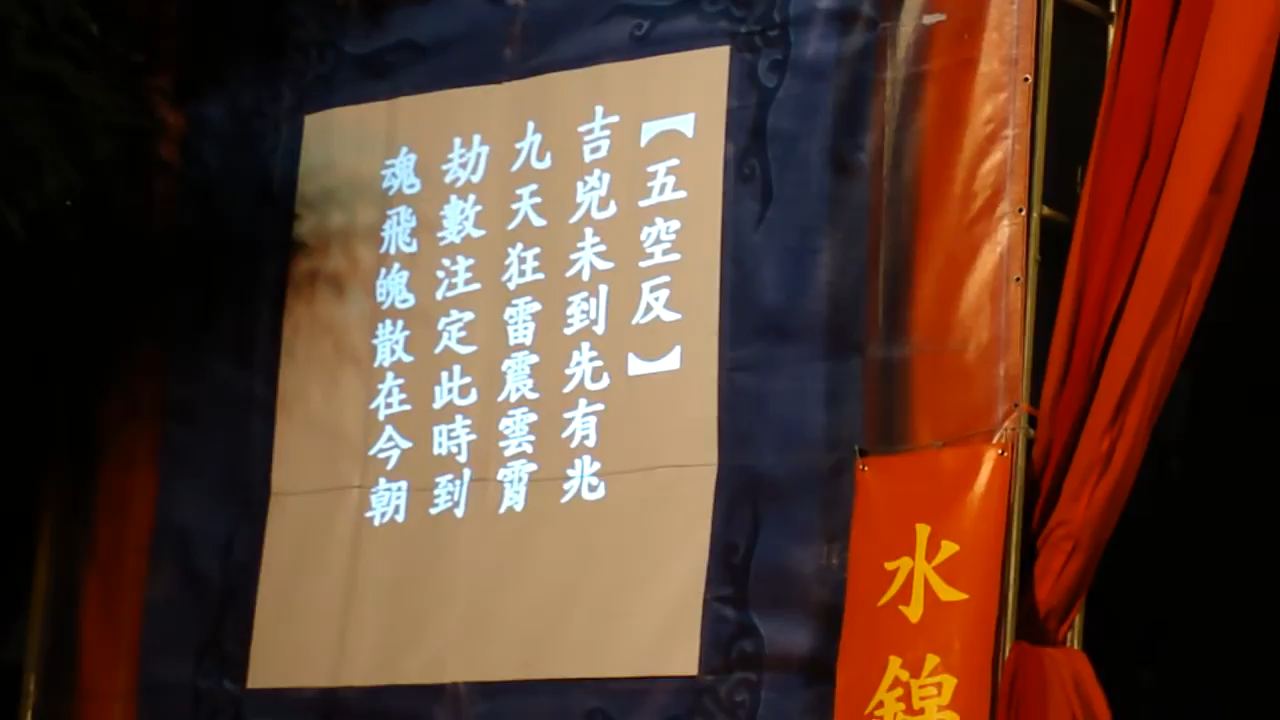 【五空反】
吉兇未到先有兆
九天狂雷震雲霄
劫數注定此時到
魂飛魄散在今朝
水錦